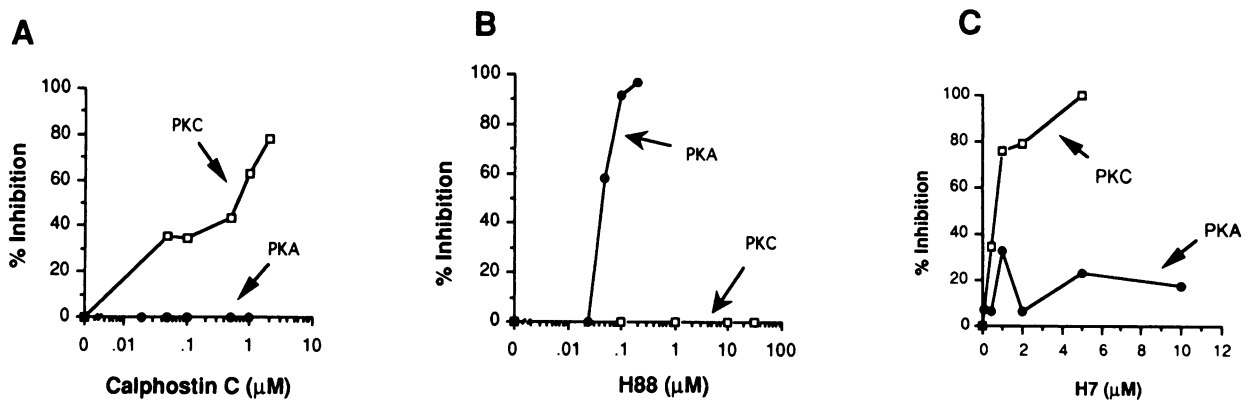 A
100
80
60
40
20
0
% Inhibition
PKC
PKA
0 .01 .1 1 10
Calphostin C (μM)
B
100
80
60
40
20
0
% Inhibition
PKA
PKC
0 .01 .1 1 10 100
H88 (μM)
C
100
80
60
40
20
0
% Inhibition
PKC
PKA
0 2 4 6 8 10 12
H7 (μM)